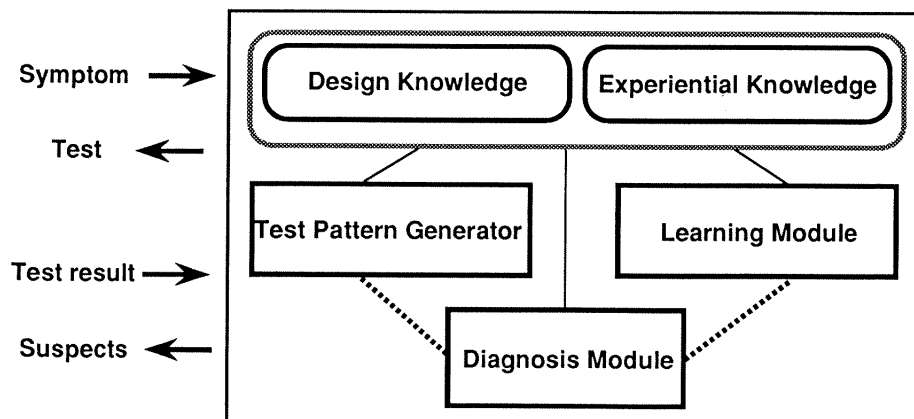 Symptom
Design Knowledge
Experiential Knowledge
Test
Test Pattern Generator
Learning Module
Test result
Suspects
Diagnosis Module